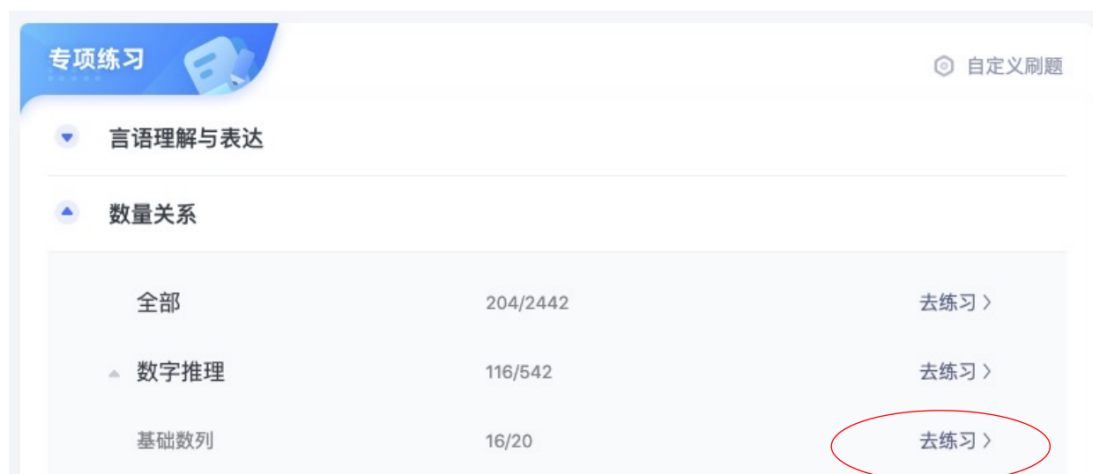 专项练习
自定义刷题
言语理解与表达
数量关系
全部 204/2442 去练习 >
数字推理 116/542 去练习 >
基础数列 16/20 去练习 >